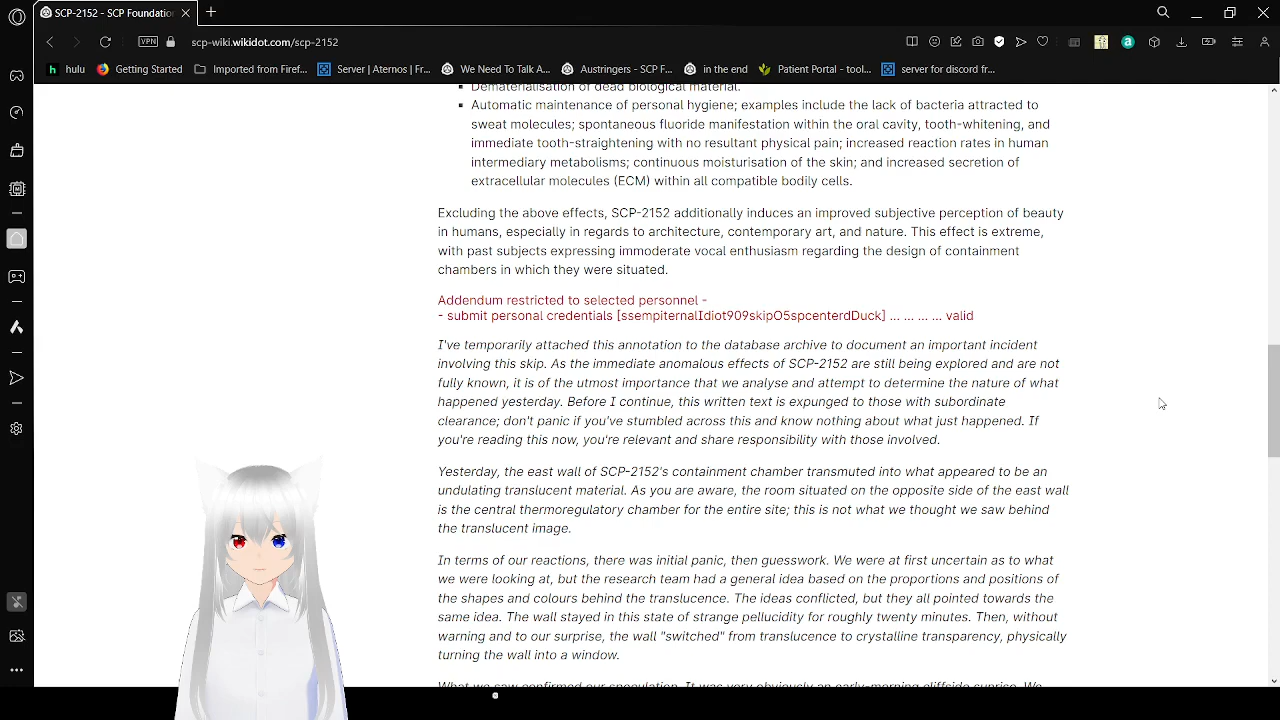 SCP-2152 - SCP Foundation
scp-wiki.wikidot.com/scp-2152
VPN
hulu
Getting Started
Imported from Firef...
Server | Aternos | Fr...
We Need To Talk A...
Austringers - SCP F...
in the end
Patient Portal - tool...
server for discord fr...
Dematerialisation of dead biological material.
Automatic maintenance of personal hygiene; examples include the lack of bacteria attracted to
sweat molecules; spontaneous fluoride manifestation within the oral cavity, tooth-whitening, and
immediate tooth-straightening with no resultant physical pain; increased reaction rates in human
intermediary metabolisms; continuous moisturisation of the skin; and increased secretion of
extracellular molecules (ECM) within all compatible bodily cells.
Excluding the above effects, SCP-2152 additionally induces an improved subjective perception of beauty
in humans, especially in regards to architecture, contemporary art, and nature. This effect is extreme,
with past subjects expressing immoderate vocal enthusiasm regarding the design of containment
chambers in which they were situated.
Addendum restricted to selected personnel -
- submit personal credentials [ssempiternalIdiot909skipO5spcenterdDuck] ... ... ... ... valid
I've temporarily attached this annotation to the database archive to document an important incident
involving this skip. As the immediate anomalous effects of SCP-2152 are still being explored and are not
fully known, it is of the utmost importance that we analyse and attempt to determine the nature of what
happened yesterday. Before I continue, this written text is expunged to those with subordinate
clearance; don't panic if you've stumbled across this and know nothing about what just happened. If
you're reading this now, you're relevant and share responsibility with those involved.
Yesterday, the east wall of SCP-2152's containment chamber transmuted into what appeared to be an
undulating translucent material. As you are aware, the room situated on the opposite side of the east wall
is the central thermoregulatory chamber for the entire site; this is not what we thought we saw behind
the translucent image.
In terms of our reactions, there was initial panic, then guesswork. We were at first uncertain as to what
we were looking at, but the research team had a general idea based on the proportions and positions of
the shapes and colours behind the translucence. The ideas conflicted, but they all pointed towards the
same idea. The wall stayed in this state of strange pellucidity for roughly twenty minutes. Then, without
warning and to our surprise, the wall "switched" from translucence to crystalline transparency, physically
turning the wall into a window.
What we saw confirmed our speculation. It was very obviously an early-morning cliffside sunrise. We